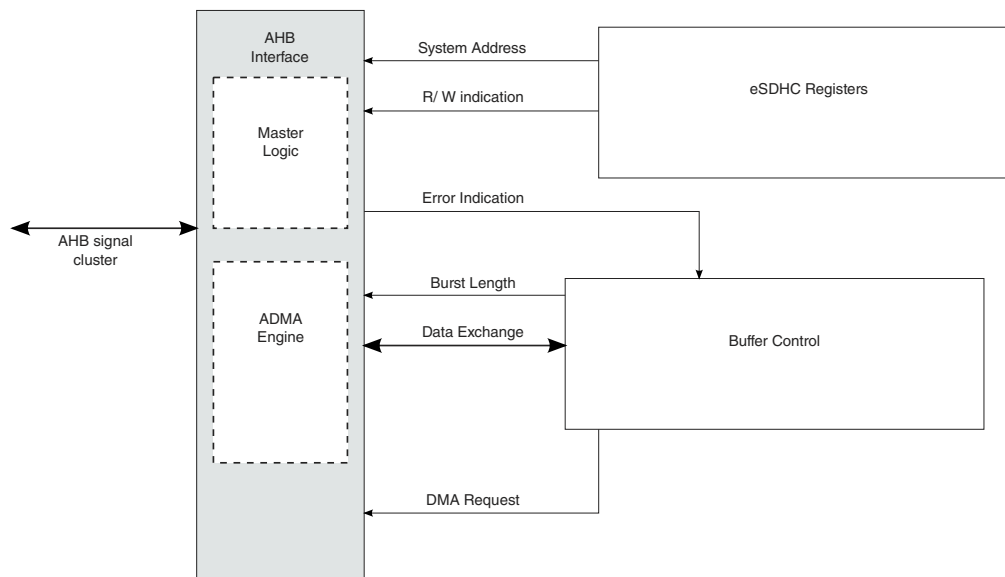 AHB
Interface
Master
Logic
ADMA
Engine
AHB signal
cluster
System Address
R/ W indication
Error Indication
Burst Length
Data Exchange
DMA Request
eSDHC Registers
Buffer Control